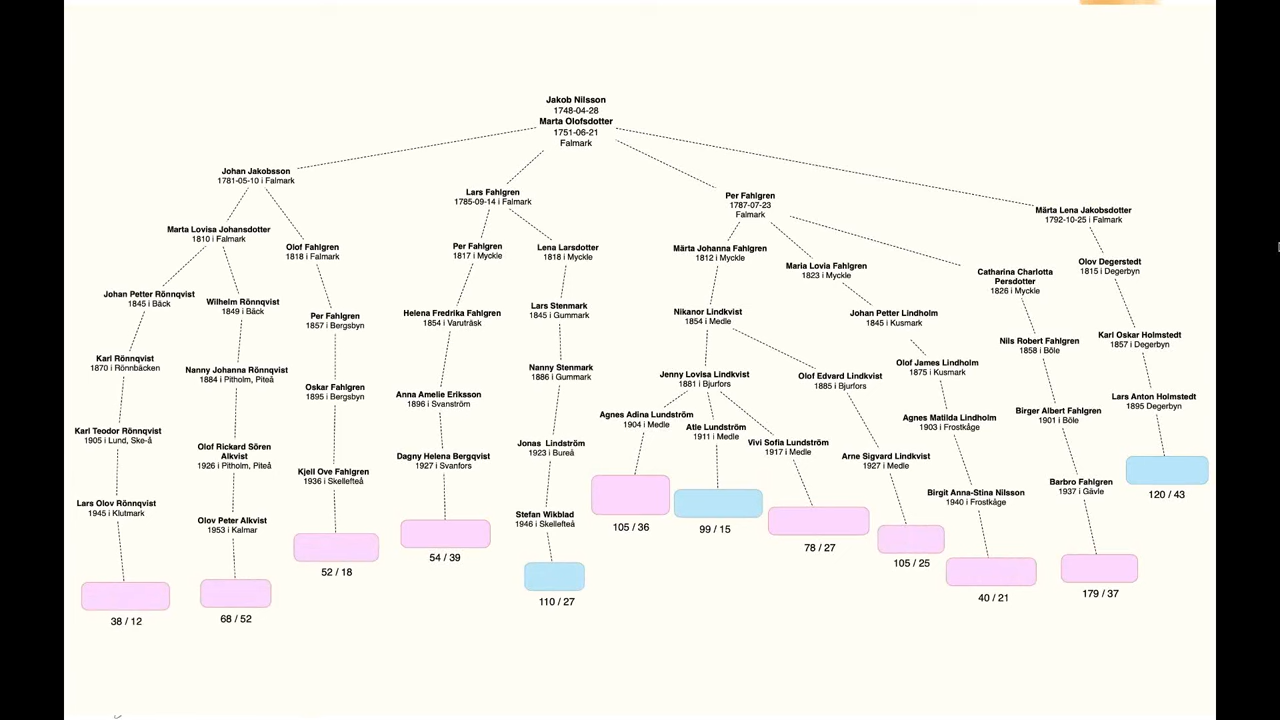 Jakob Nilsson
1748-04-28
Marta Olofsdotter
1751-06-21
Falmark
Johan Jakobsson
1781-05-10 i Falmark
Lars Fahlgren
1785-09-14 i Falmark
Per Fahlgren
1787-07-23
Falmark
Märta Lena Jakobsdotter
1792-10-25 i Falmark
Marta Lovisa Johansdotter
1810 i Falmark
Olof Fahlgren
1818 i Falmark
Per Fahlgren
1817 i Myckle
Lena Larsdotter
1818 i Myckle
Märta Johanna Fahlgren
1812 i Myckle
Maria Lovia Fahlgren
1823 i Myckle
Catharina Charlotta
Persdotter
1826 i Myckle
Olov Degerstedt
1815 i Degerbyn
Johan Petter Rönnqvist
1845 i Bäck
Wilhelm Rönnqvist
1849 i Bäck
Per Fahlgren
1857 i Bergsbyn
Helena Fredrika Fahlgren
1854 i Varuträsk
Lars Stenmark
1845 i Gummark
Nikanor Lindkvist
1854 i Medle
Johan Petter Lindholm
1845 i Kusmark
Nils Robert Fahlgren
1858 i Böle
Karl Oskar Holmstedt
1857 i Degerbyn
Karl Rönnqvist
1870 i Rönnbäcken
Nanny Johanna Rönnqvist
1884 i Pitholm, Piteå
Oskar Fahlgren
1895 i Bergsbyn
Anna Amelie Eriksson
1896 i Svanström
Nanny Stenmark
1886 i Gummark
Jenny Lovisa Lindkvist
1881 i Bjurfors
Olof Edvard Lindkvist
1885 i Bjurfors
Olof James Lindholm
1875 i Kusmark
Birger Albert Fahlgren
1901 i Böle
Lars Anton Holmstedt
1895 Degerbyn
Karl Teodor Rönnqvist
1905 i Lund, Ske-å
Olof Rickard Sören
Alkvist
1926 i Pitholm, Piteå
Kjell Ove Fahlgren
1936 i Skellefteå
Dagny Helena Bergqvist
1927 i Svanfors
Jonas Lindström
1923 i Bureå
Agnes Adina Lundström
1904 i Medle
Atle Lundström
1911 i Medle
Vivi Sofia Lundström
1917 i Medle
Arne Sigvard Lindkvist
1927 i Medle
Agnes Matilda Lindholm
1903 i Frostkåge
Barbro Fahlgren
1937 i Gävle
Lars Olov Rönnqvist
1945 i Klutmark
Olov Peter Alkvist
1953 i Kalmar
Stefan Wikblad
1946 i Skellefteå
Birgit Anna-Stina Nilsson
1940 i Frostkåge
38 / 12
68 / 52
52 / 18
54 / 39
110 / 27
105 / 36
99 / 15
78 / 27
105 / 25
40 / 21
179 / 37
120 / 43